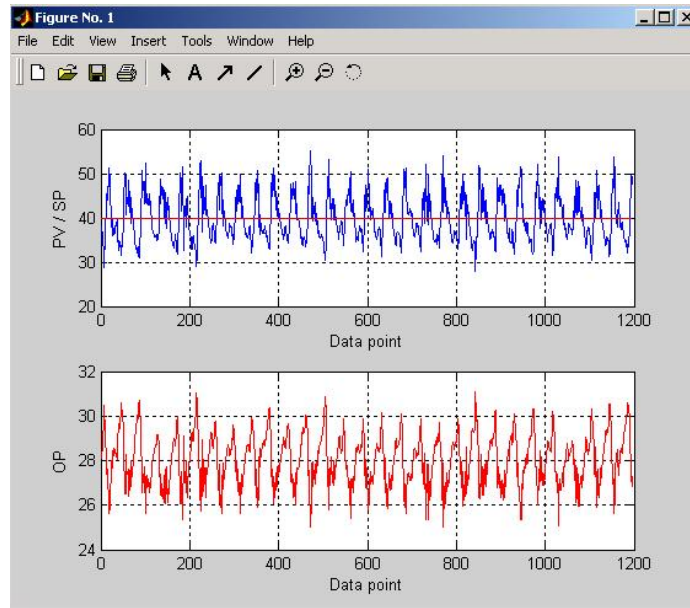 Figure No. 1
File Edit View Insert Tools Window Help
A
60
50
40
30
20
PV / SP
0 200 400 600 800 1000 1200
Data point
32
30
28
26
24
OP
0 200 400 600 800 1000 1200
Data point